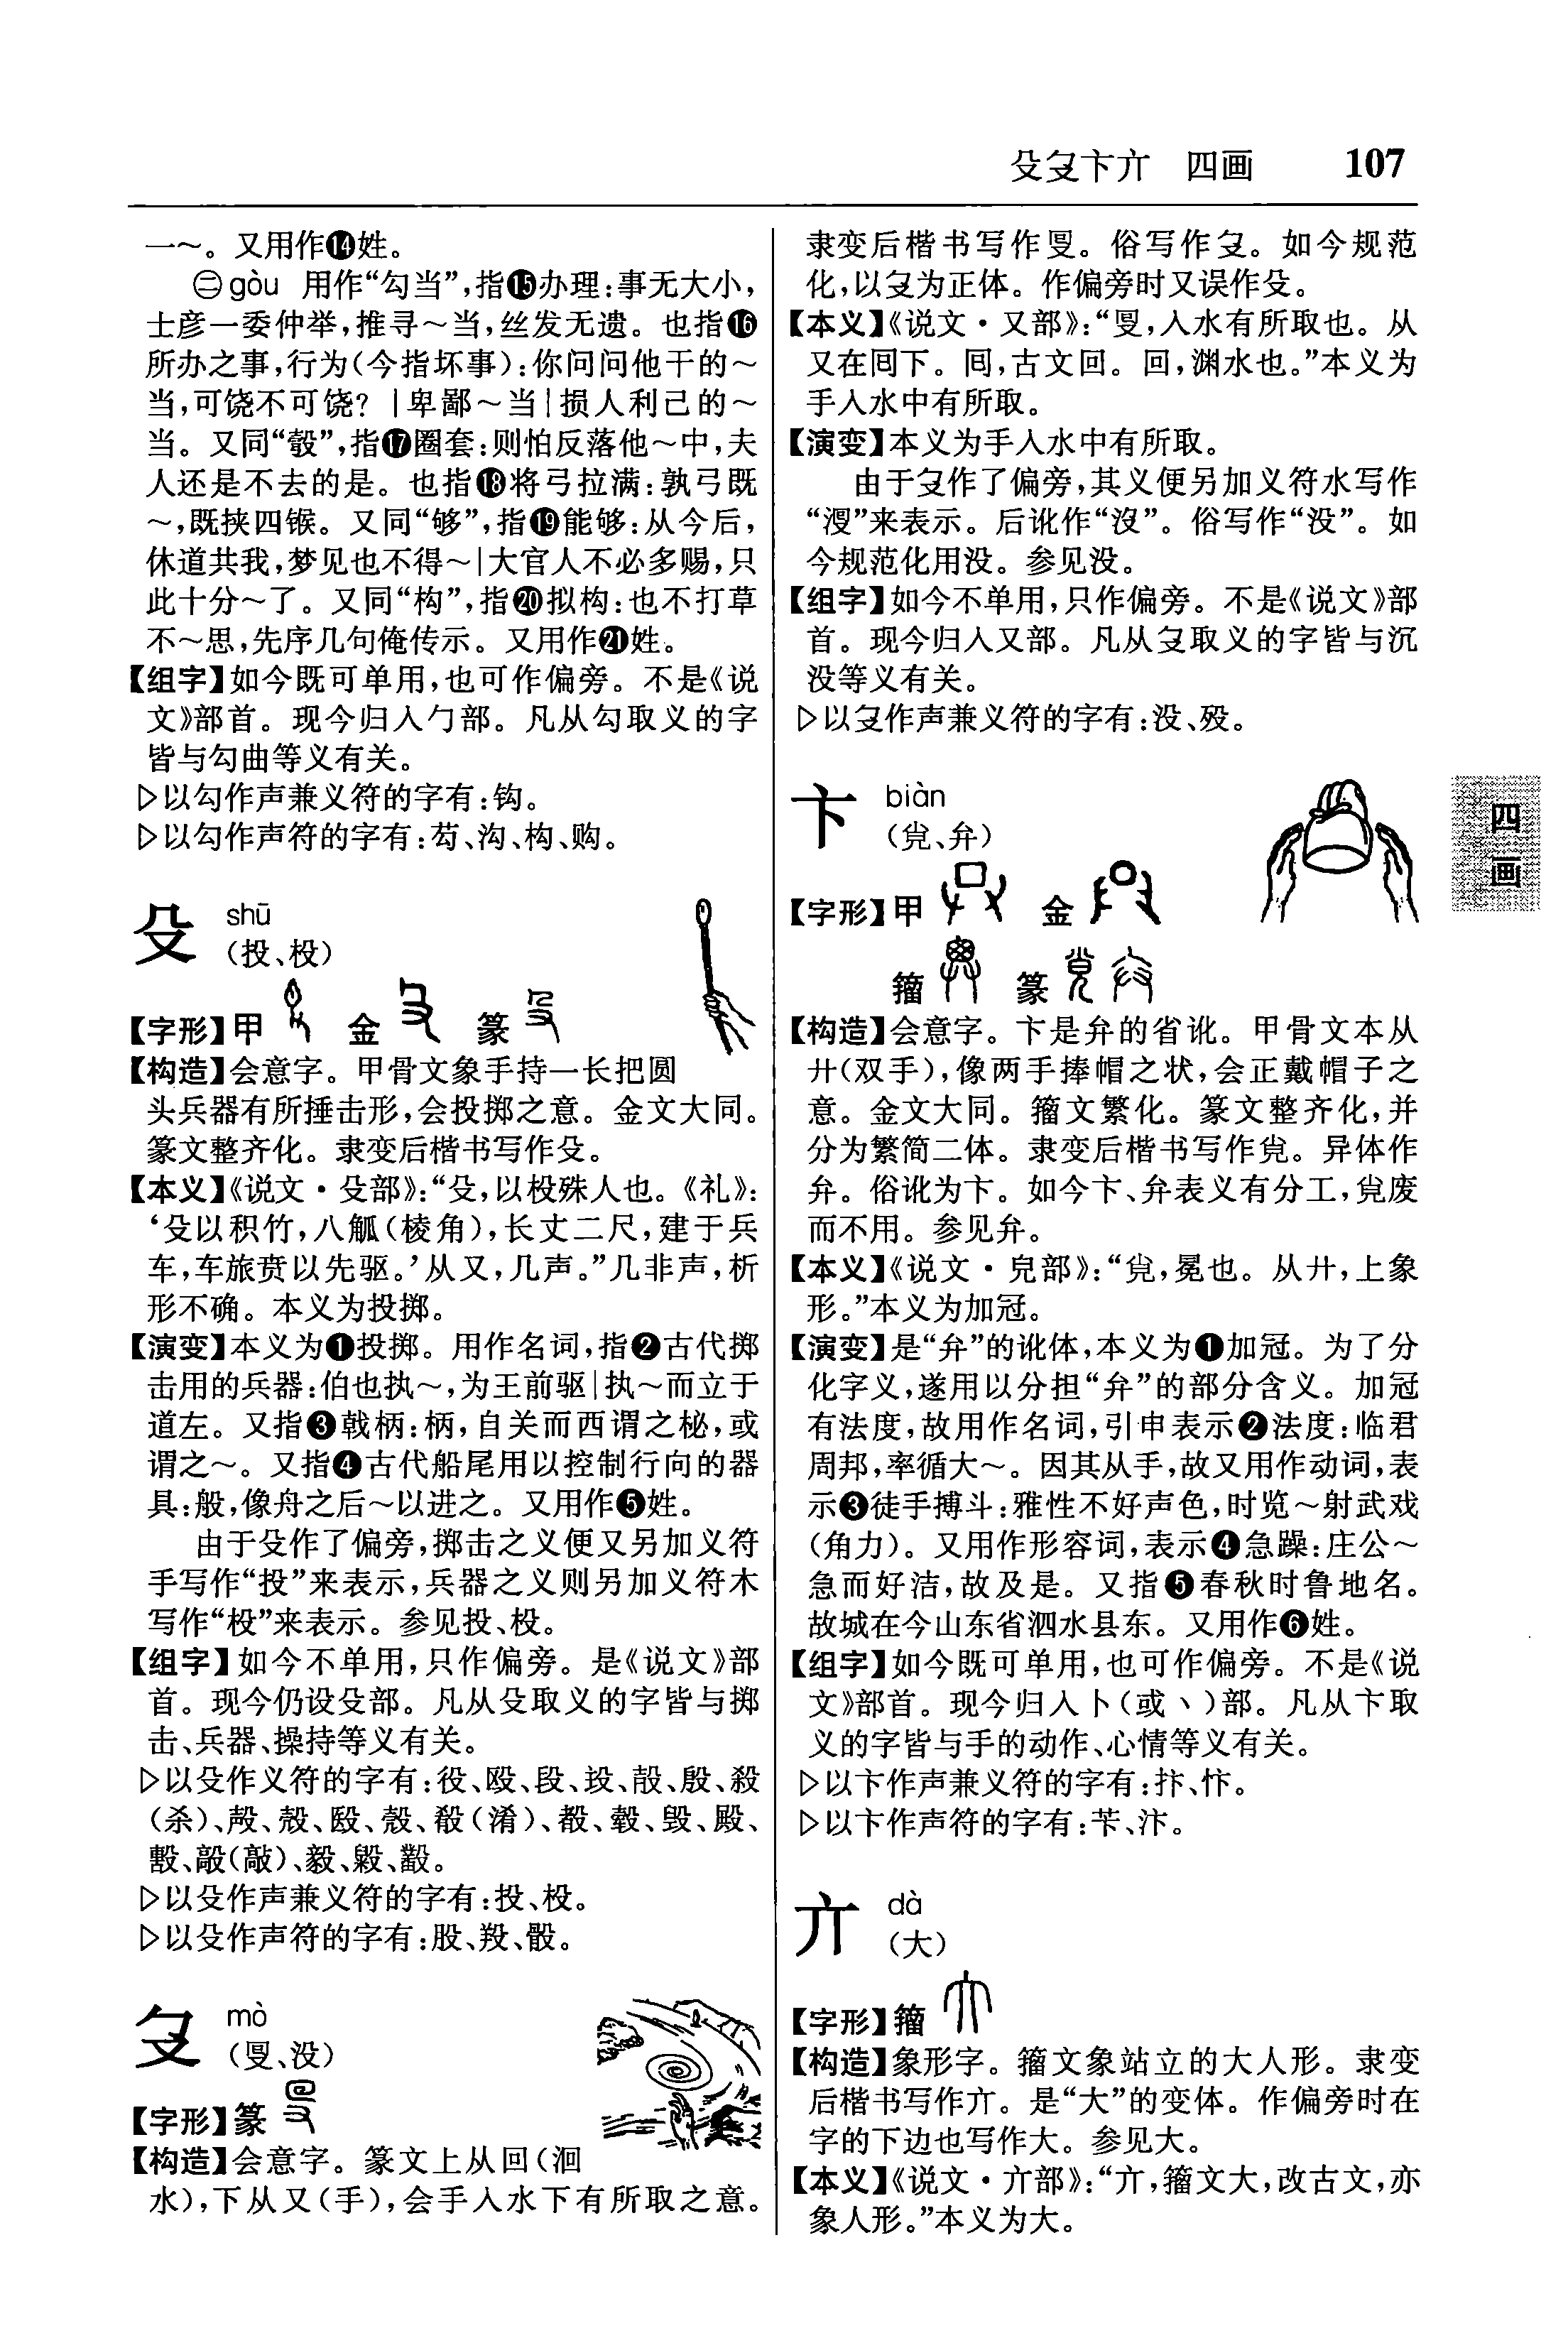 殳𠬛卞亣　四画　107
一～。又用作⓮姓。
㊁gòu 用作“勾当”,指⓯办理:事无大小,
士彦一委仲举,推寻～当,丝发无遗。也指⓰
所办之事,行为(今指坏事):你问问他干的～
当,可饶不可饶?|卑鄙～当|损人利己的～
当。又同“彀”,指⓱圈套:则怕反落他～中,夫
人还是不去的是。也指⓲将弓拉满:孰弓既
～,既挟四镞。又同“够”,指⓳能够:从今后,
休道共我,梦见也不得～|大官人不必多赐,只
此十分～了。又同“构”,指⓴拟构:也不打草
不～思,先序几句俺传示。又用作㉑姓。
【组字】如今既可单用,也可作偏旁。不是《说
文》部首。现今归入勹部。凡从勾取义的字
皆与勾曲等义有关。
▷以勾作声兼义符的字有:钩。
▷以勾作声符的字有:芶、沟、构、购。
殳 shū
(投、杸)
【字形】甲 金 篆
【构造】会意字。甲骨文象手持一长把圆
头兵器有所捶击形,会投掷之意。金文大同。
篆文整齐化。隶变后楷书写作殳。
【本义】《说文·殳部》:“殳,以杸殊人也。《礼》:
‘殳以积竹,八觚(棱角),长丈二尺,建于兵
车,车旅贲以先驱。’从又,几声。”几非声,析
形不确。本义为投掷。
【演变】本义为❶投掷。用作名词,指❷古代掷
击用的兵器:伯也执～,为王前驱|执～而立于
道左。又指❸戟柄:柄,自关而西谓之柲,或
谓之～。又指❹古代船尾用以控制行向的器
具:般,像舟之后～以进之。又用作❺姓。
由于殳作了偏旁,掷击之义便又另加义符
手写作“投”来表示,兵器之义则另加义符木
写作“杸”来表示。参见投、杸。
【组字】如今不单用,只作偏旁。是《说文》部
首。现今仍设殳部。凡从殳取义的字皆与掷
击、兵器、操持等义有关。
▷以殳作义符的字有:役、殴、段、坄、殸、殷、殺
(杀)、殻、殼、殹、毂、殽(淆)、毃、毁、殿、
毄、敲(敲)、毅、毇、毉。
▷以殳作声兼义符的字有:投、杸。
▷以殳作声符的字有:股、羖、骰。
𠬛 mò
(𠬸、没)
【字形】篆
【构造】会意字。篆文上从回(洄
水),下从又(手),会手入水下有所取之意。
隶变后楷书写作𠬸。俗写作𠬛。如今规范
化,以𠬛为正体。作偏旁时又误作殳。
【本义】《说文·又部》:“𠬸,入水有所取也。从
又在囘下。囘,古文回。回,渊水也。”本义为
手入水中有所取。
【演变】本义为手入水中有所取。
由于𠬛作了偏旁,其义便另加义符水写作
“㵃”来表示。后讹作“沒”。俗写作“没”。如
今规范化用没。参见没。
【组字】如今不单用,只作偏旁。不是《说文》部
首。现今归入又部。凡从𠬛取义的字皆与沉
没等义有关。
▷以𠬛作声兼义符的字有:没、殁。
卞 biàn
(覍、弁)
【字形】甲 金
籀 篆
【构造】会意字。卞是弁的省讹。甲骨文本从
廾(双手),像两手捧帽之状,会正戴帽子之
意。金文大同。籀文繁化。篆文整齐化,并
分为繁简二体。隶变后楷书写作覍。异体作
弁。俗讹为卞。如今卞、弁表义有分工,覍废
而不用。参见弁。
【本义】《说文·皃部》:“覍,冕也。从廾,上象
形。”本义为加冠。
【演变】是“弁”的讹体,本义为❶加冠。为了分
化字义,遂用以分担“弁”的部分含义。加冠
有法度,故用作名词,引申表示❷法度:临君
周邦,率循大～。因其从手,故又用作动词,表
示❸徒手搏斗:雅性不好声色,时览～射武戏
(角力)。又用作形容词,表示❹急躁:庄公～
急而好洁,故及是。又指❺春秋时鲁地名。
故城在今山东省泗水县东。又用作❻姓。
【组字】如今既可单用,也可作偏旁。不是《说
文》部首。现今归入卜(或丶)部。凡从卞取
义的字皆与手的动作、心情等义有关。
▷以卞作声兼义符的字有:抃、忭。
▷以卞作声符的字有:苄、汴。
亣 dà
(大)
【字形】籀
【构造】象形字。籀文象站立的大人形。隶变
后楷书写作亣。是“大”的变体。作偏旁时在
字的下边也写作大。参见大。
【本义】《说文·亣部》:“亣,籀文大,改古文,亦
象人形。”本义为大。
四画